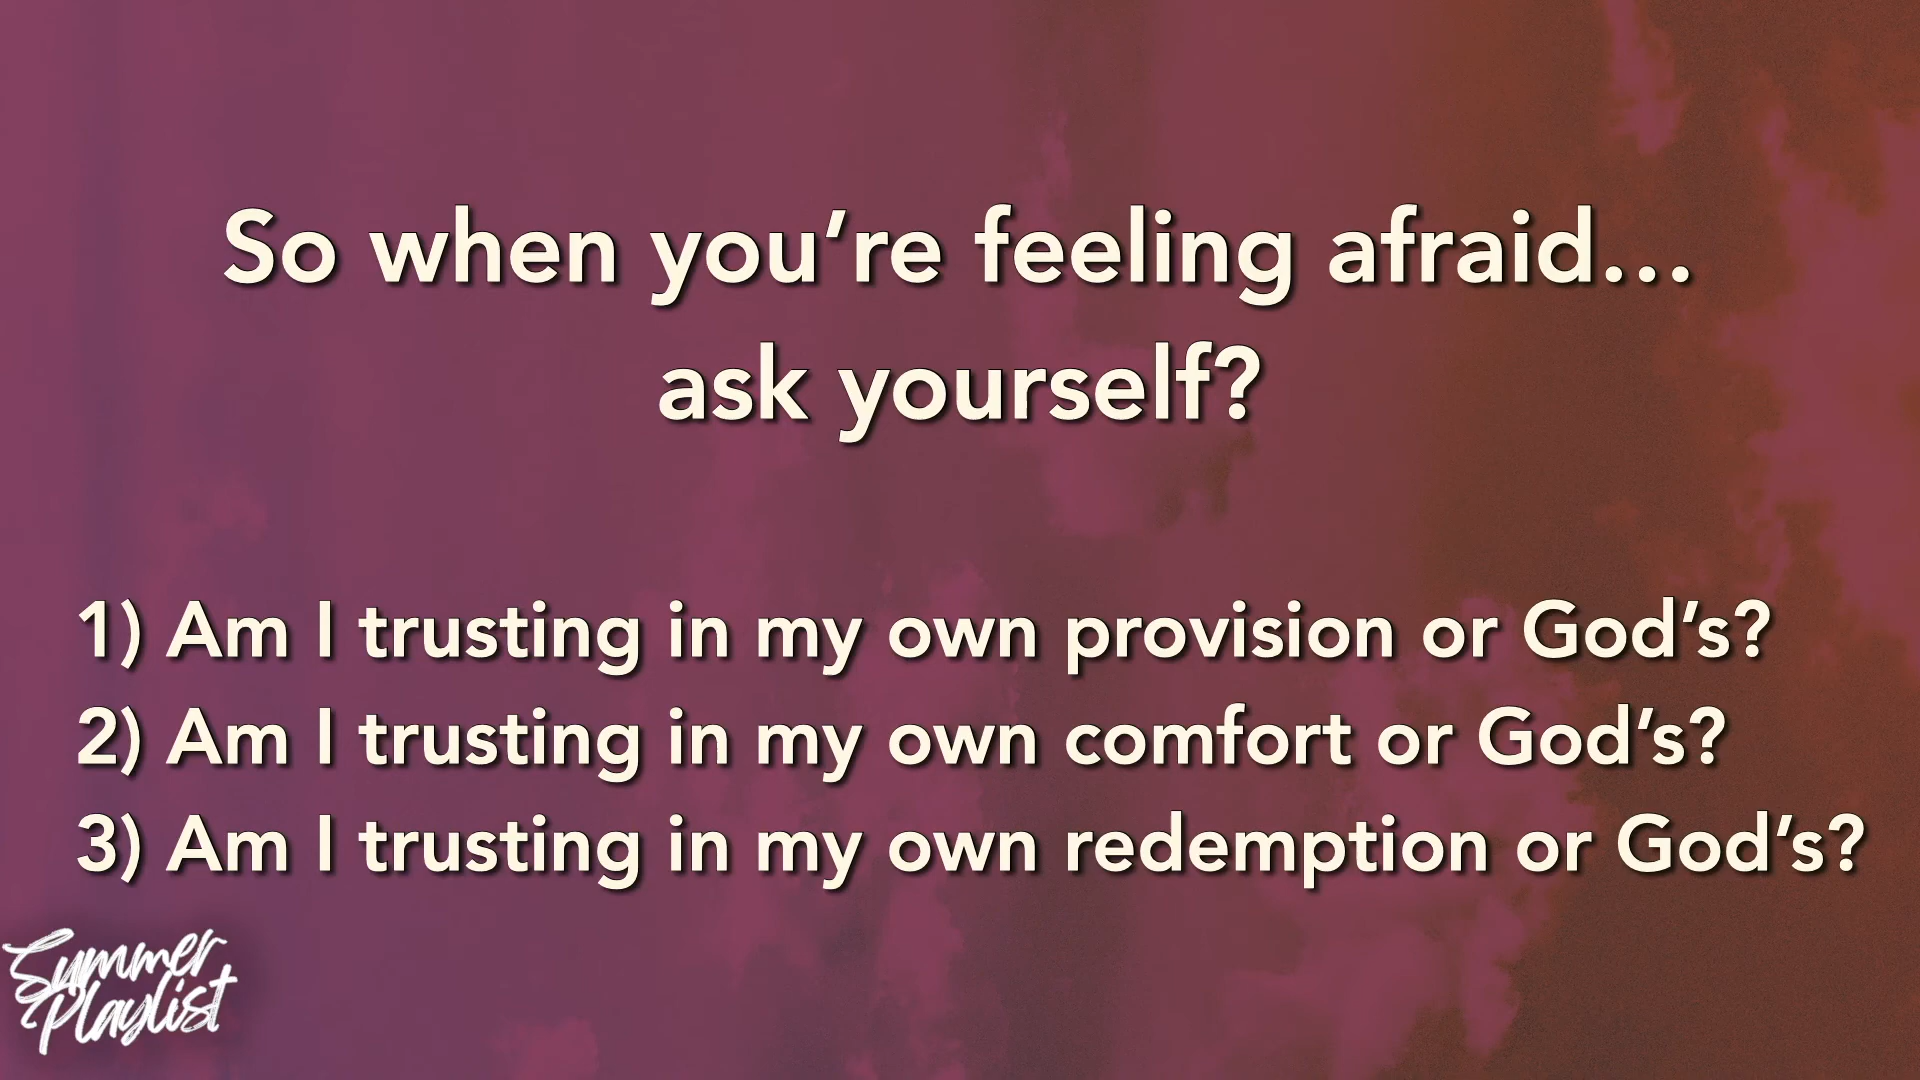 So when you’re feeling afraid...
ask yourself?
1) Am I trusting in my own provision or God’s?
2) Am I trusting in my own comfort or God’s?
3) Am I trusting in my own redemption or God’s?
Summer
Playlist